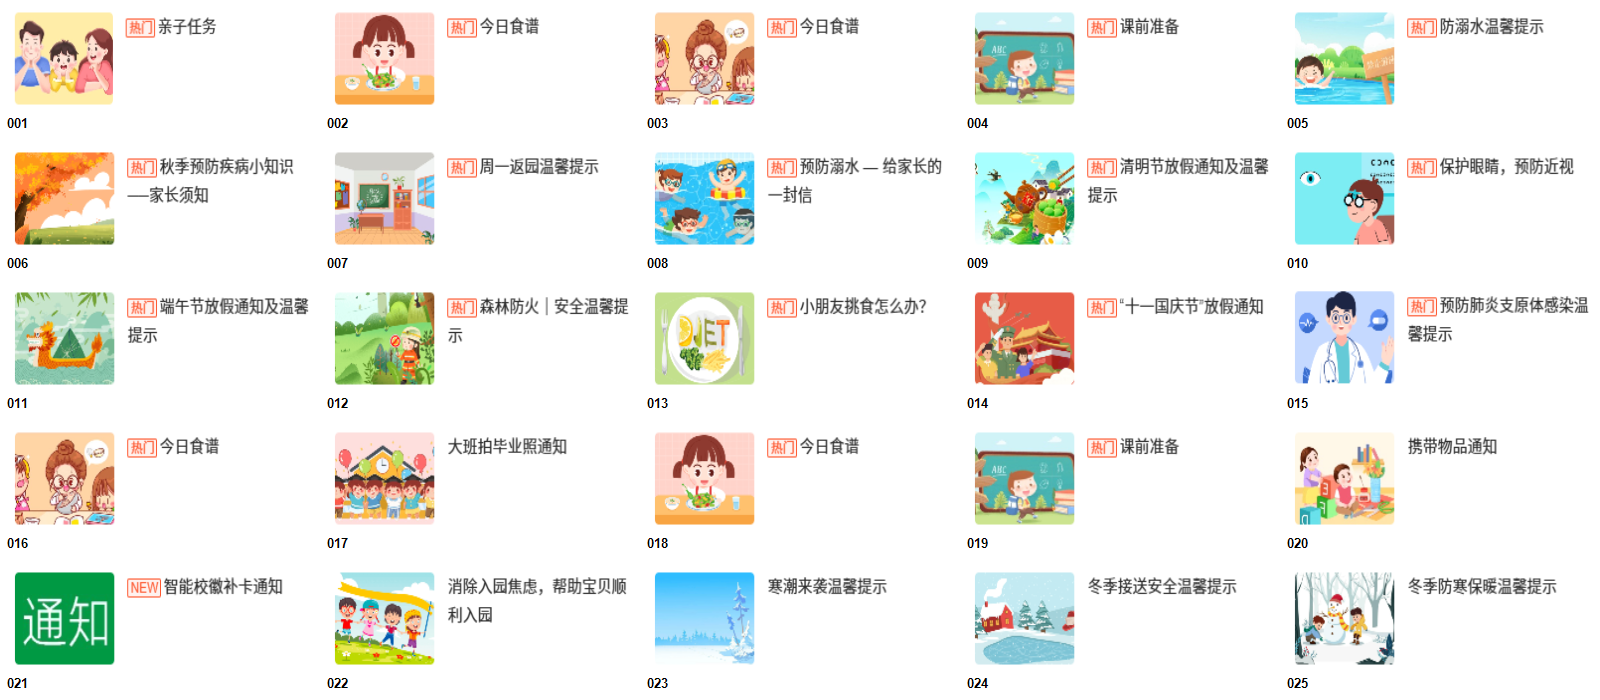 热门 亲子任务
热门 今日食谱
热门 今日食谱
热门 课前准备
热门 防溺水温馨提示
ABC
001
002
003
004
005
热门 秋季预防疾病小知识
——家长须知
热门 周一返园温馨提示
热门 预防溺水 — 给家长的
一封信
热门 清明节放假通知及温馨
提示
热门 保护眼睛，预防近视
006
007
008
009
010
热门 端午节放假通知及温馨
提示
热门 森林防火｜安全温馨提
示
热门 小朋友挑食怎么办?
DIET
热门 “十一国庆节”放假通知
热门 预防肺炎支原体感染温
馨提示
011
012
013
014
015
热门 今日食谱
大班拍毕业照通知
热门 今日食谱
热门 课前准备
ABC
携带物品通知
016
017
018
019
020
通知
NEW 智能校徽补卡通知
消除入园焦虑，帮助宝贝顺
利入园
寒潮来袭温馨提示
冬季接送安全温馨提示
冬季防寒保暖温馨提示
021
022
023
024
025